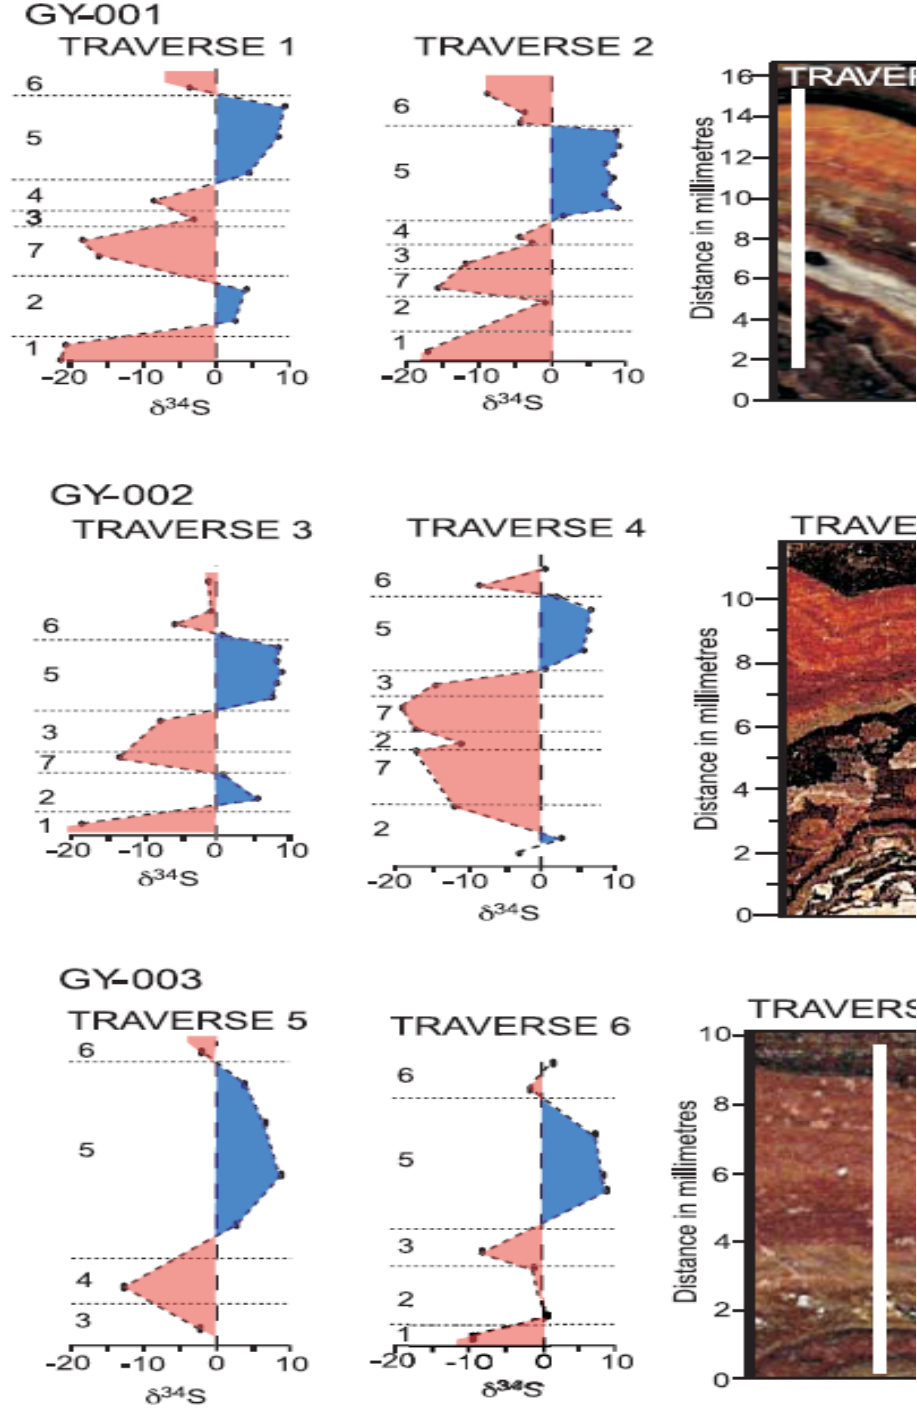 GY-001
TRAVERSE 1
6
5
4
3
7
2
1
-20 -10 0 10
δ34S
TRAVERSE 2
6
5
4
3
7
2
1
-20 -10 0 10
δ34S
TRAVER
Distance in millimetres
16
14
12
10
8
6
4
2
0
GY-002
TRAVERSE 3
6
5
3
7
2
1
-20 -10 0 10
δ34S
TRAVERSE 4
6
5
3
7
2
7
2
-20 -10 0 10
δ34S
TRAVE
Distance in millimetres
10
8
6
4
2
0
GY-003
TRAVERSE 5
6
5
4
3
-20 -10 0 10
δ34S
TRAVERSE 6
6
5
3
2
1
-20 -10 0 10
δ34S
TRAVERS
Distance in millimetres
10
8
6
4
2
0